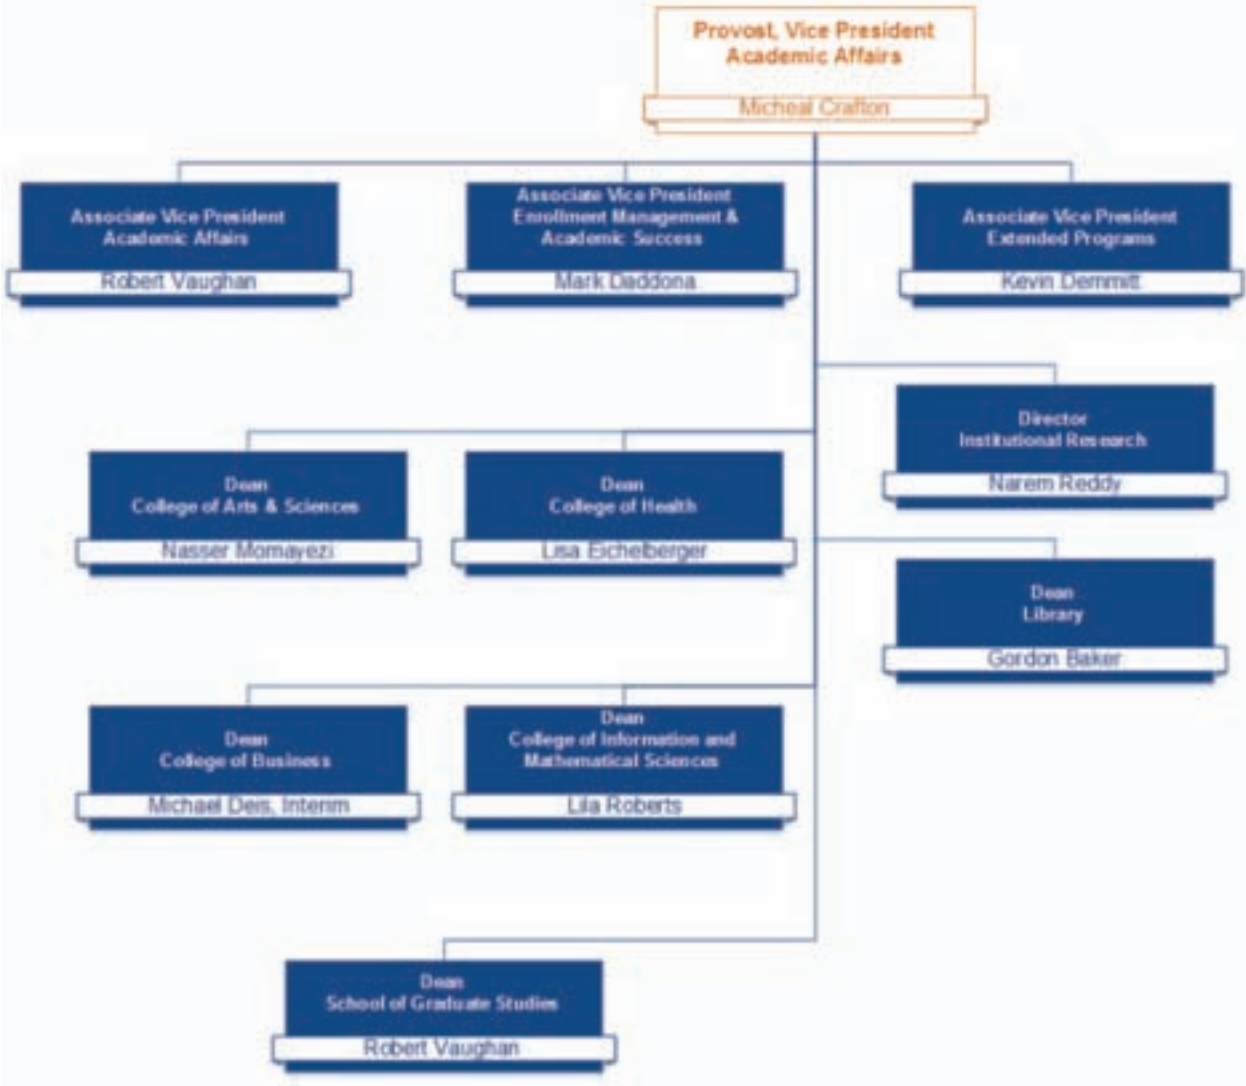 Provost, Vice President
Academic Affairs
Micheal Crafton
Associate Vice President
Academic Affairs
Robert Vaughan
Associate Vice President
Enrollment Management &
Academic Success
Mark Daddona
Associate Vice President
Extended Programs
Kevin Demmitt
Director
Institutional Research
Narem Reddy
Dean
College of Arts & Sciences
Nasser Momayezi
Dean
College of Health
Lisa Eichelberger
Dean
Library
Gordon Baker
Dean
College of Business
Michael Deis, Interim
Dean
College of Information and
Mathematical Sciences
Lila Roberts
Dean
School of Graduate Studies
Robert Vaughan